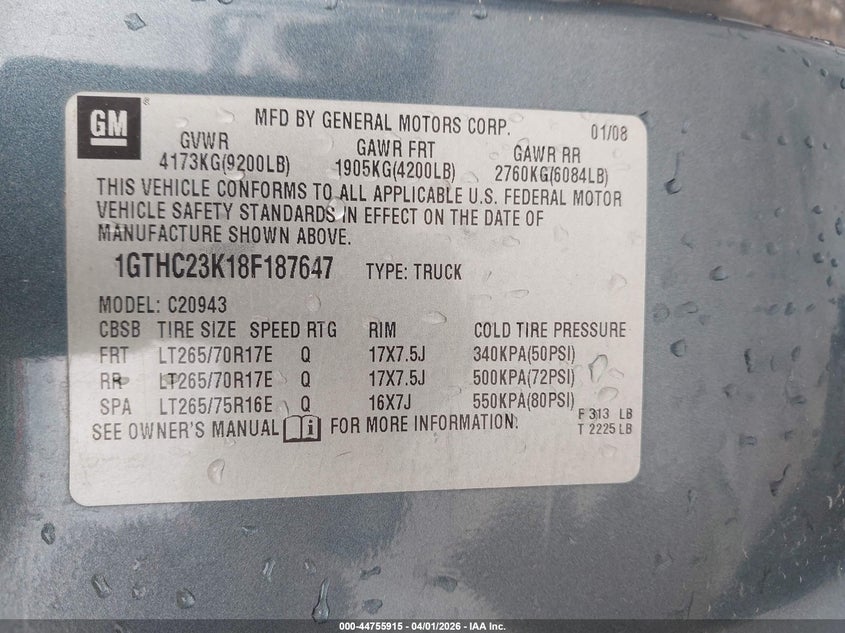 GM
MFD BY GENERAL MOTORS CORP. 01/08
GVWR GAWR FRT GAWR RR
4173KG(9200LB) 1905KG(4200LB) 2760KG(6084LB)
THIS VEHICLE CONFORMS TO ALL APPLICABLE U.S. FEDERAL MOTOR
VEHICLE SAFETY STANDARDS IN EFFECT ON THE DATE OF
MANUFACTURE SHOWN ABOVE.
1GTHC23K18F187647 TYPE: TRUCK
MODEL: C20943
CBSB TIRE SIZE SPEED RTG RIM COLD TIRE PRESSURE
FRT LT265/70R17E Q 17X7.5J 340KPA(50PSI)
RR LT265/70R17E Q 17X7.5J 500KPA(72PSI)
SPA LT265/75R16E Q 16X7J 550KPA(80PSI)
F 313 LB
SEE OWNER'S MANUAL i FOR MORE INFORMATION. T 2225 LB
000-44755915 - 04/01/2026 - IAA Inc.